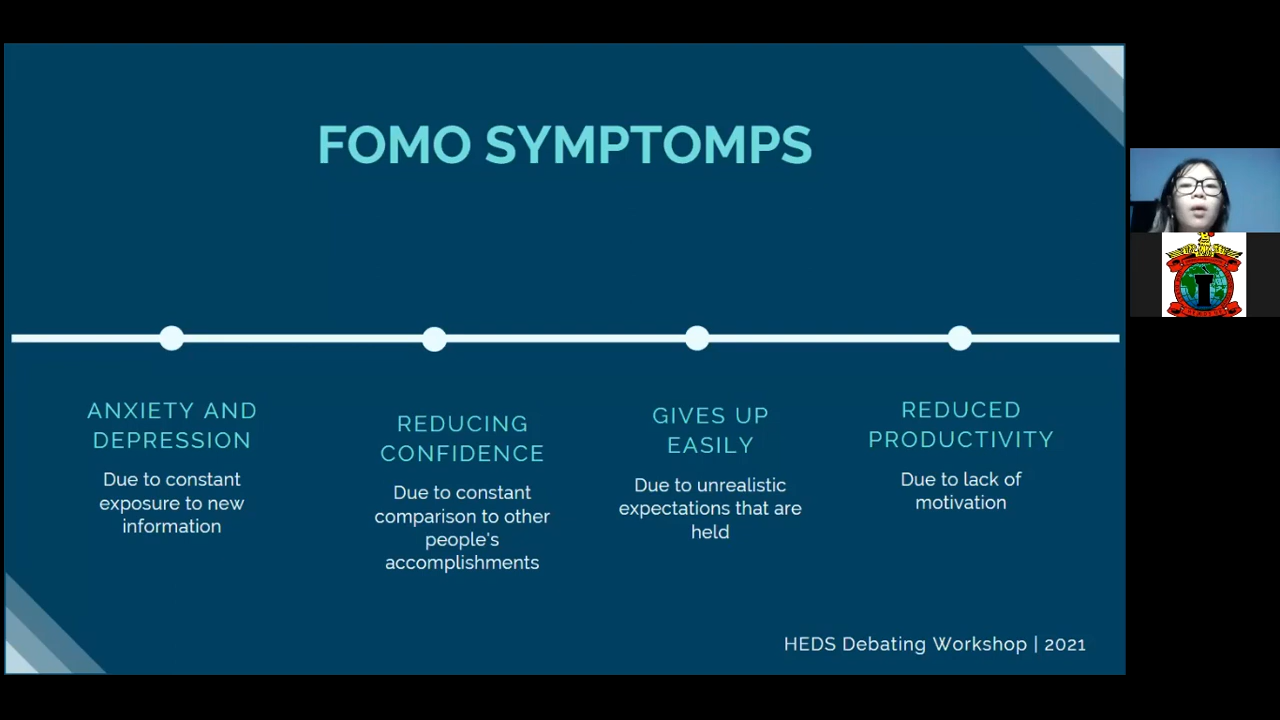 FOMO SYMPTOMPS
ANXIETY AND
DEPRESSION
Due to constant
exposure to new
information
REDUCING
CONFIDENCE
Due to constant
comparison to other
people's
accomplishments
GIVES UP
EASILY
Due to unrealistic
expectations that are
held
REDUCED
PRODUCTIVITY
Due to lack of
motivation
HEDS Debating Workshop | 2021